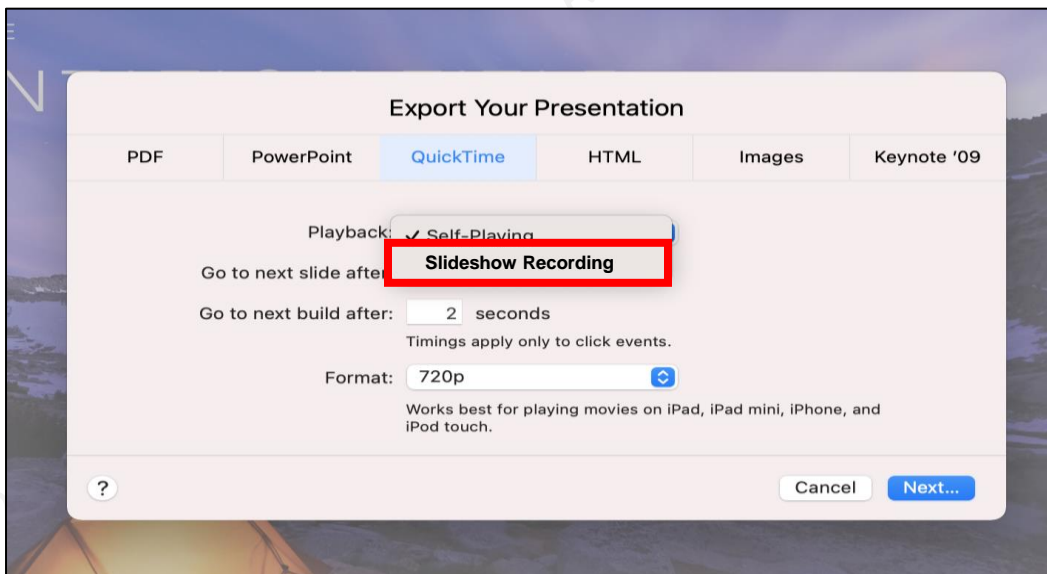 Export Your Presentation
PDF PowerPoint QuickTime HTML Images Keynote '09
Playback: ✓ Self-Playing
Slideshow Recording
Go to next slide after
Go to next build after: 2 seconds
Timings apply only to click events.
Format: 720p
Works best for playing movies on iPad, iPad mini, iPhone, and
iPod touch.
? Cancel Next...